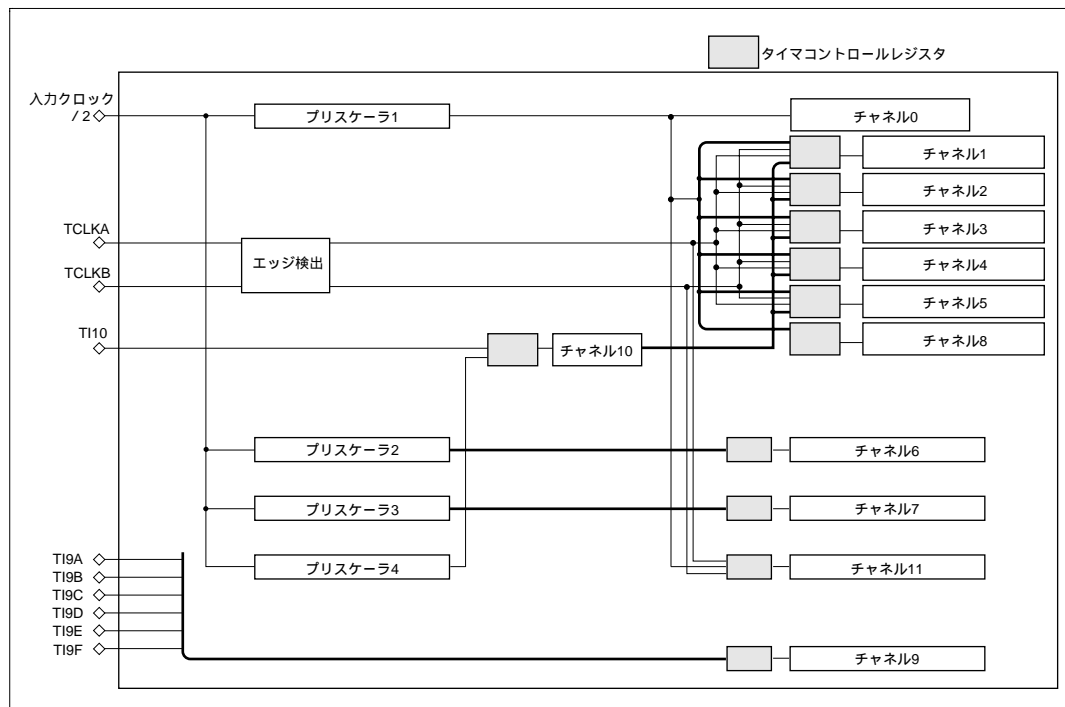 タイマコントロールレジスタ
入力クロック
/ 2
プリスケーラ1
チャネル0
チャネル1
チャネル2
TCLKA
チャネル3
エッジ検出
チャネル4
TCLKB
チャネル5
TI10
チャネル10
チャネル8
プリスケーラ2
チャネル6
プリスケーラ3
チャネル7
TI9A
プリスケーラ4
チャネル11
TI9B
TI9C
TI9D
TI9E
TI9F
チャネル9